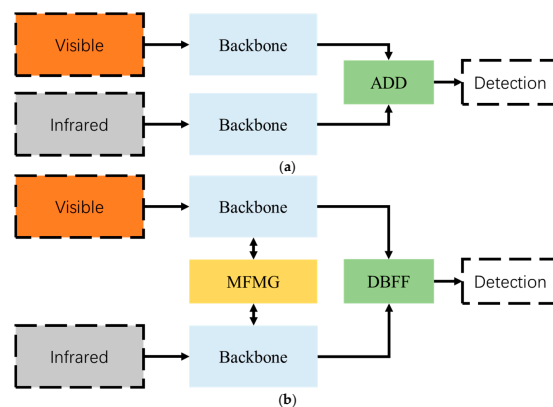 Visible
Backbone
ADD
Detection
Infrared
Backbone
(a)
Visible
Backbone
MFMG
DBFF
Detection
Infrared
Backbone
(b)